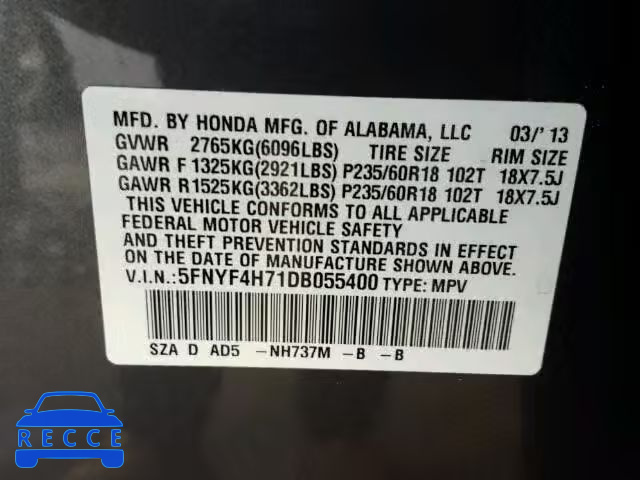 MFD. BY HONDA MFG. OF ALABAMA, LLC 03/'13
GVWR 2765KG(6096LBS) TIRE SIZE RIM SIZE
GAWR F 1325KG(2921LBS) P235/60R18 102T 18X7.5J
GAWR R1525KG(3362LBS) P235/60R18 102T 18X7.5J
THIS VEHICLE CONFORMS TO ALL APPLICABLE
FEDERAL MOTOR VEHICLE SAFETY
AND THEFT PREVENTION STANDARDS IN EFFECT
ON THE DATE OF MANUFACTURE SHOWN ABOVE.
V.I.N.:5FNYF4H71DB055400 TYPE: MPV
SZA D AD5 -NH737M -B -B
RECCE